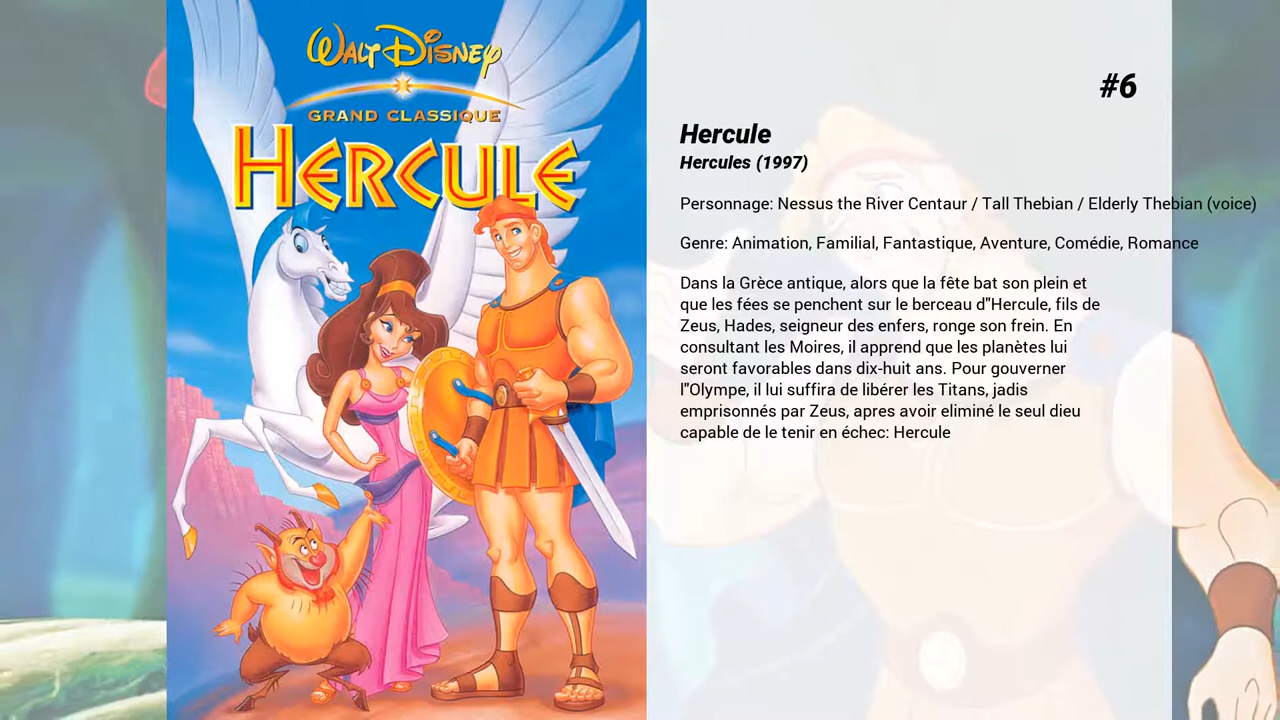 WALT DISNEY
GRAND CLASSIQUE
HERCULE
#6
Hercule
Hercules (1997)
Personnage: Nessus the River Centaur / Tall Thebian / Elderly Thebian (voice)
Genre: Animation, Familial, Fantastique, Aventure, Comédie, Romance
Dans la Grèce antique, alors que la fête bat son plein et
que les fées se penchent sur le berceau d"Hercule, fils de
Zeus, Hades, seigneur des enfers, ronge son frein. En
consultant les Moires, il apprend que les planètes lui
seront favorables dans dix-huit ans. Pour gouverner
l"Olympe, il lui suffira de libérer les Titans, jadis
emprisonnés par Zeus, apres avoir eliminé le seul dieu
capable de le tenir en échec: Hercule